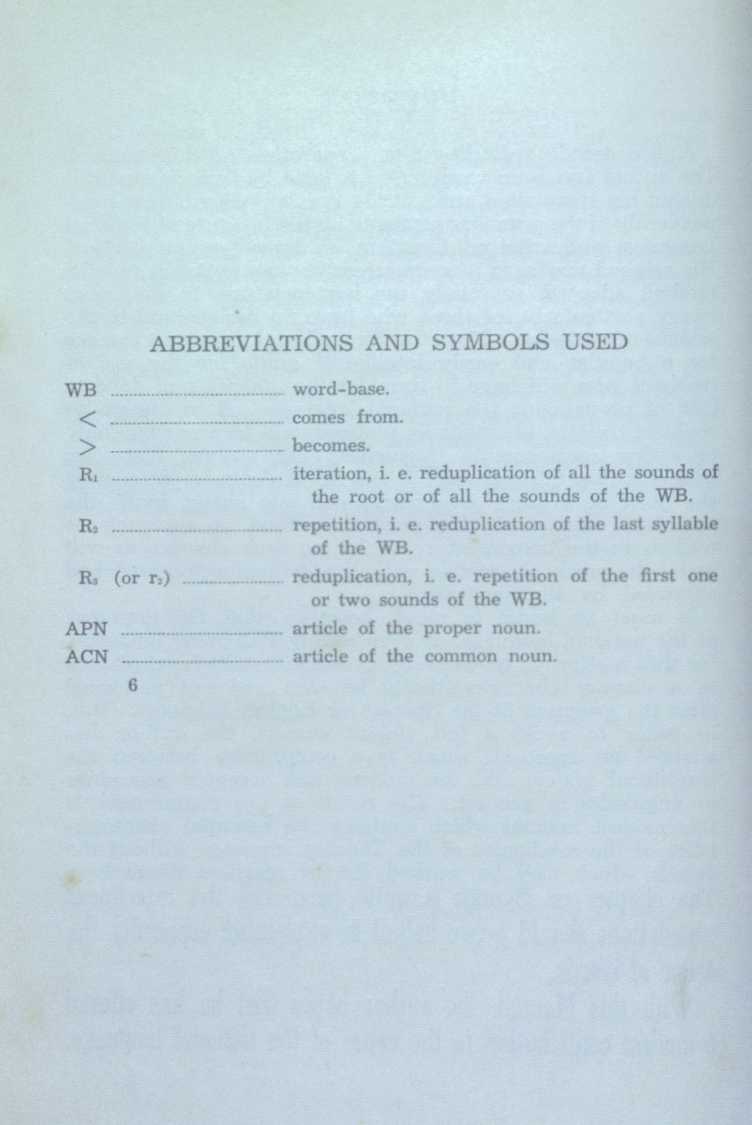 ABBREVIATIONS AND SYMBOLS USED
WB ........................................ word-base.
< ........................................ comes from.
> ........................................ becomes.
R₁ ........................................ iteration, i. e. reduplication of all the sounds of
the root or of all the sounds of the WB.
R₂ ........................................ repetition, i. e. reduplication of the last syllable
of the WB.
R₃ (or r₂) ........................ reduplication, i. e. repetition of the first one
or two sounds of the WB.
APN ...................................... article of the proper noun.
ACN ...................................... article of the common noun.
6